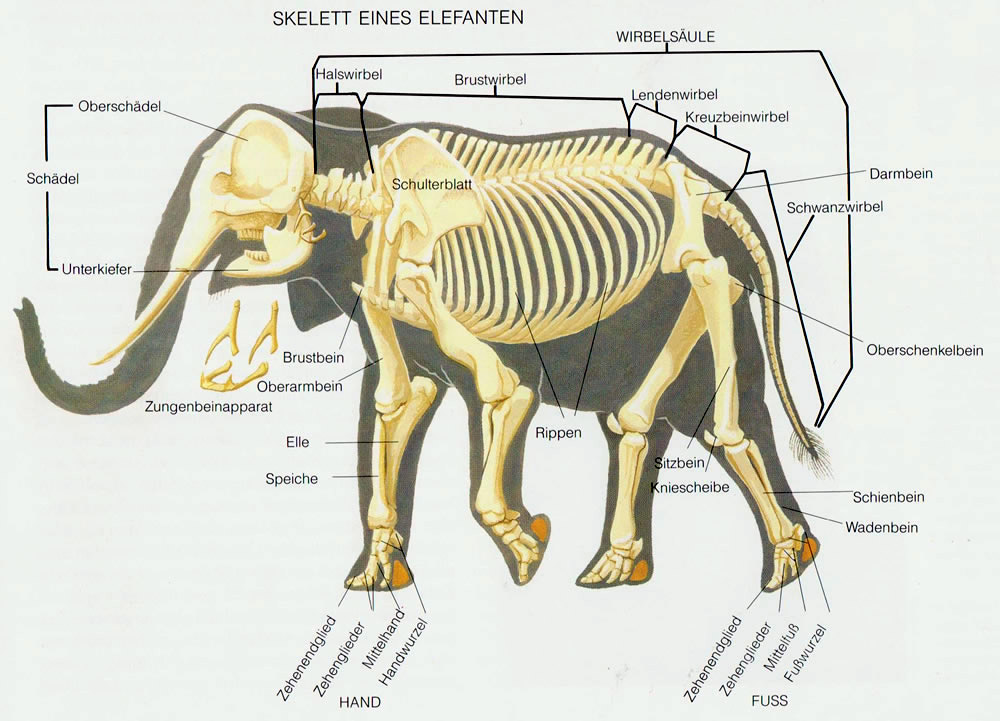 SKELETT EINES ELEFANTEN
WIRBELSÄULE
Halswirbel
Brustwirbel
Lendenwirbel
Kreuzbeinwirbel
Oberschädel
Schädel
Schulterblatt
Darmbein
Schwanzwirbel
Unterkiefer
Brustbein
Oberschenkelbein
Oberarmbein
Zungenbeinapparat
Rippen
Elle
Sitzbein
Speiche
Kniescheibe
Schienbein
Wadenbein
Zehenendglied
Zehenglieder
Mittelhand
Handwurzel
HAND
Zehenendglied
Zehenglieder
Mittelfuß
Fußwurzel
FUSS